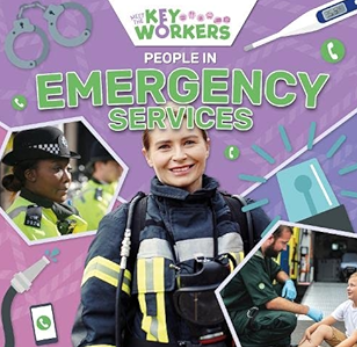 MEET THE
KEY
WORKERS
PEOPLE IN
EMERGENCY
SERVICES